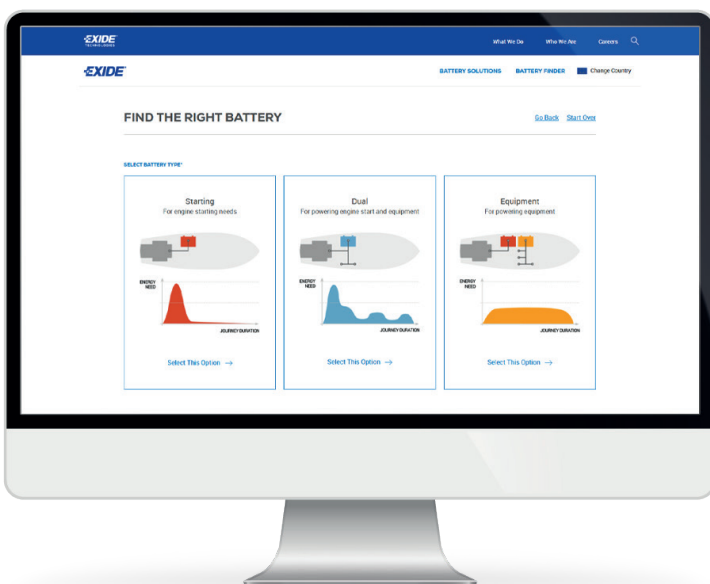 EXIDE
TECHNOLOGIES
What We Do Who We Are Careers
EXIDE
BATTERY SOLUTIONS BATTERY FINDER Change Country
FIND THE RIGHT BATTERY
Go Back Start Over
SELECT BATTERY TYPE*
Starting
For engine starting needs
ENERGY
NEED
JOURNEY DURATION
Select This Option →
Dual
For powering engine start and equipment
ENERGY
NEED
JOURNEY DURATION
Select This Option →
Equipment
For powering equipment
ENERGY
NEED
JOURNEY DURATION
Select This Option →